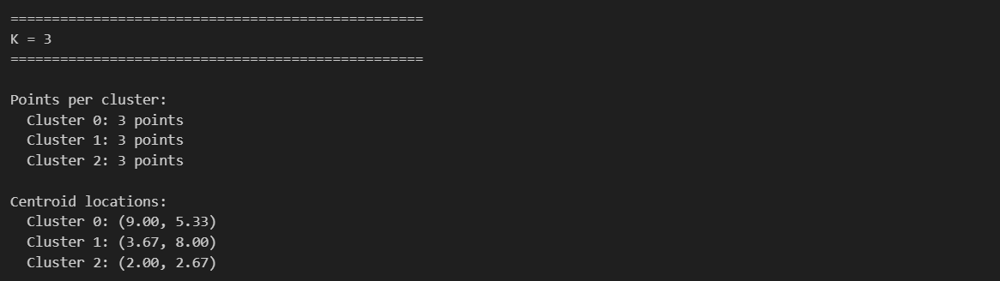 ==================================================
K = 3
==================================================
Points per cluster:
  Cluster 0: 3 points
  Cluster 1: 3 points
  Cluster 2: 3 points
Centroid locations:
  Cluster 0: (9.00, 5.33)
  Cluster 1: (3.67, 8.00)
  Cluster 2: (2.00, 2.67)